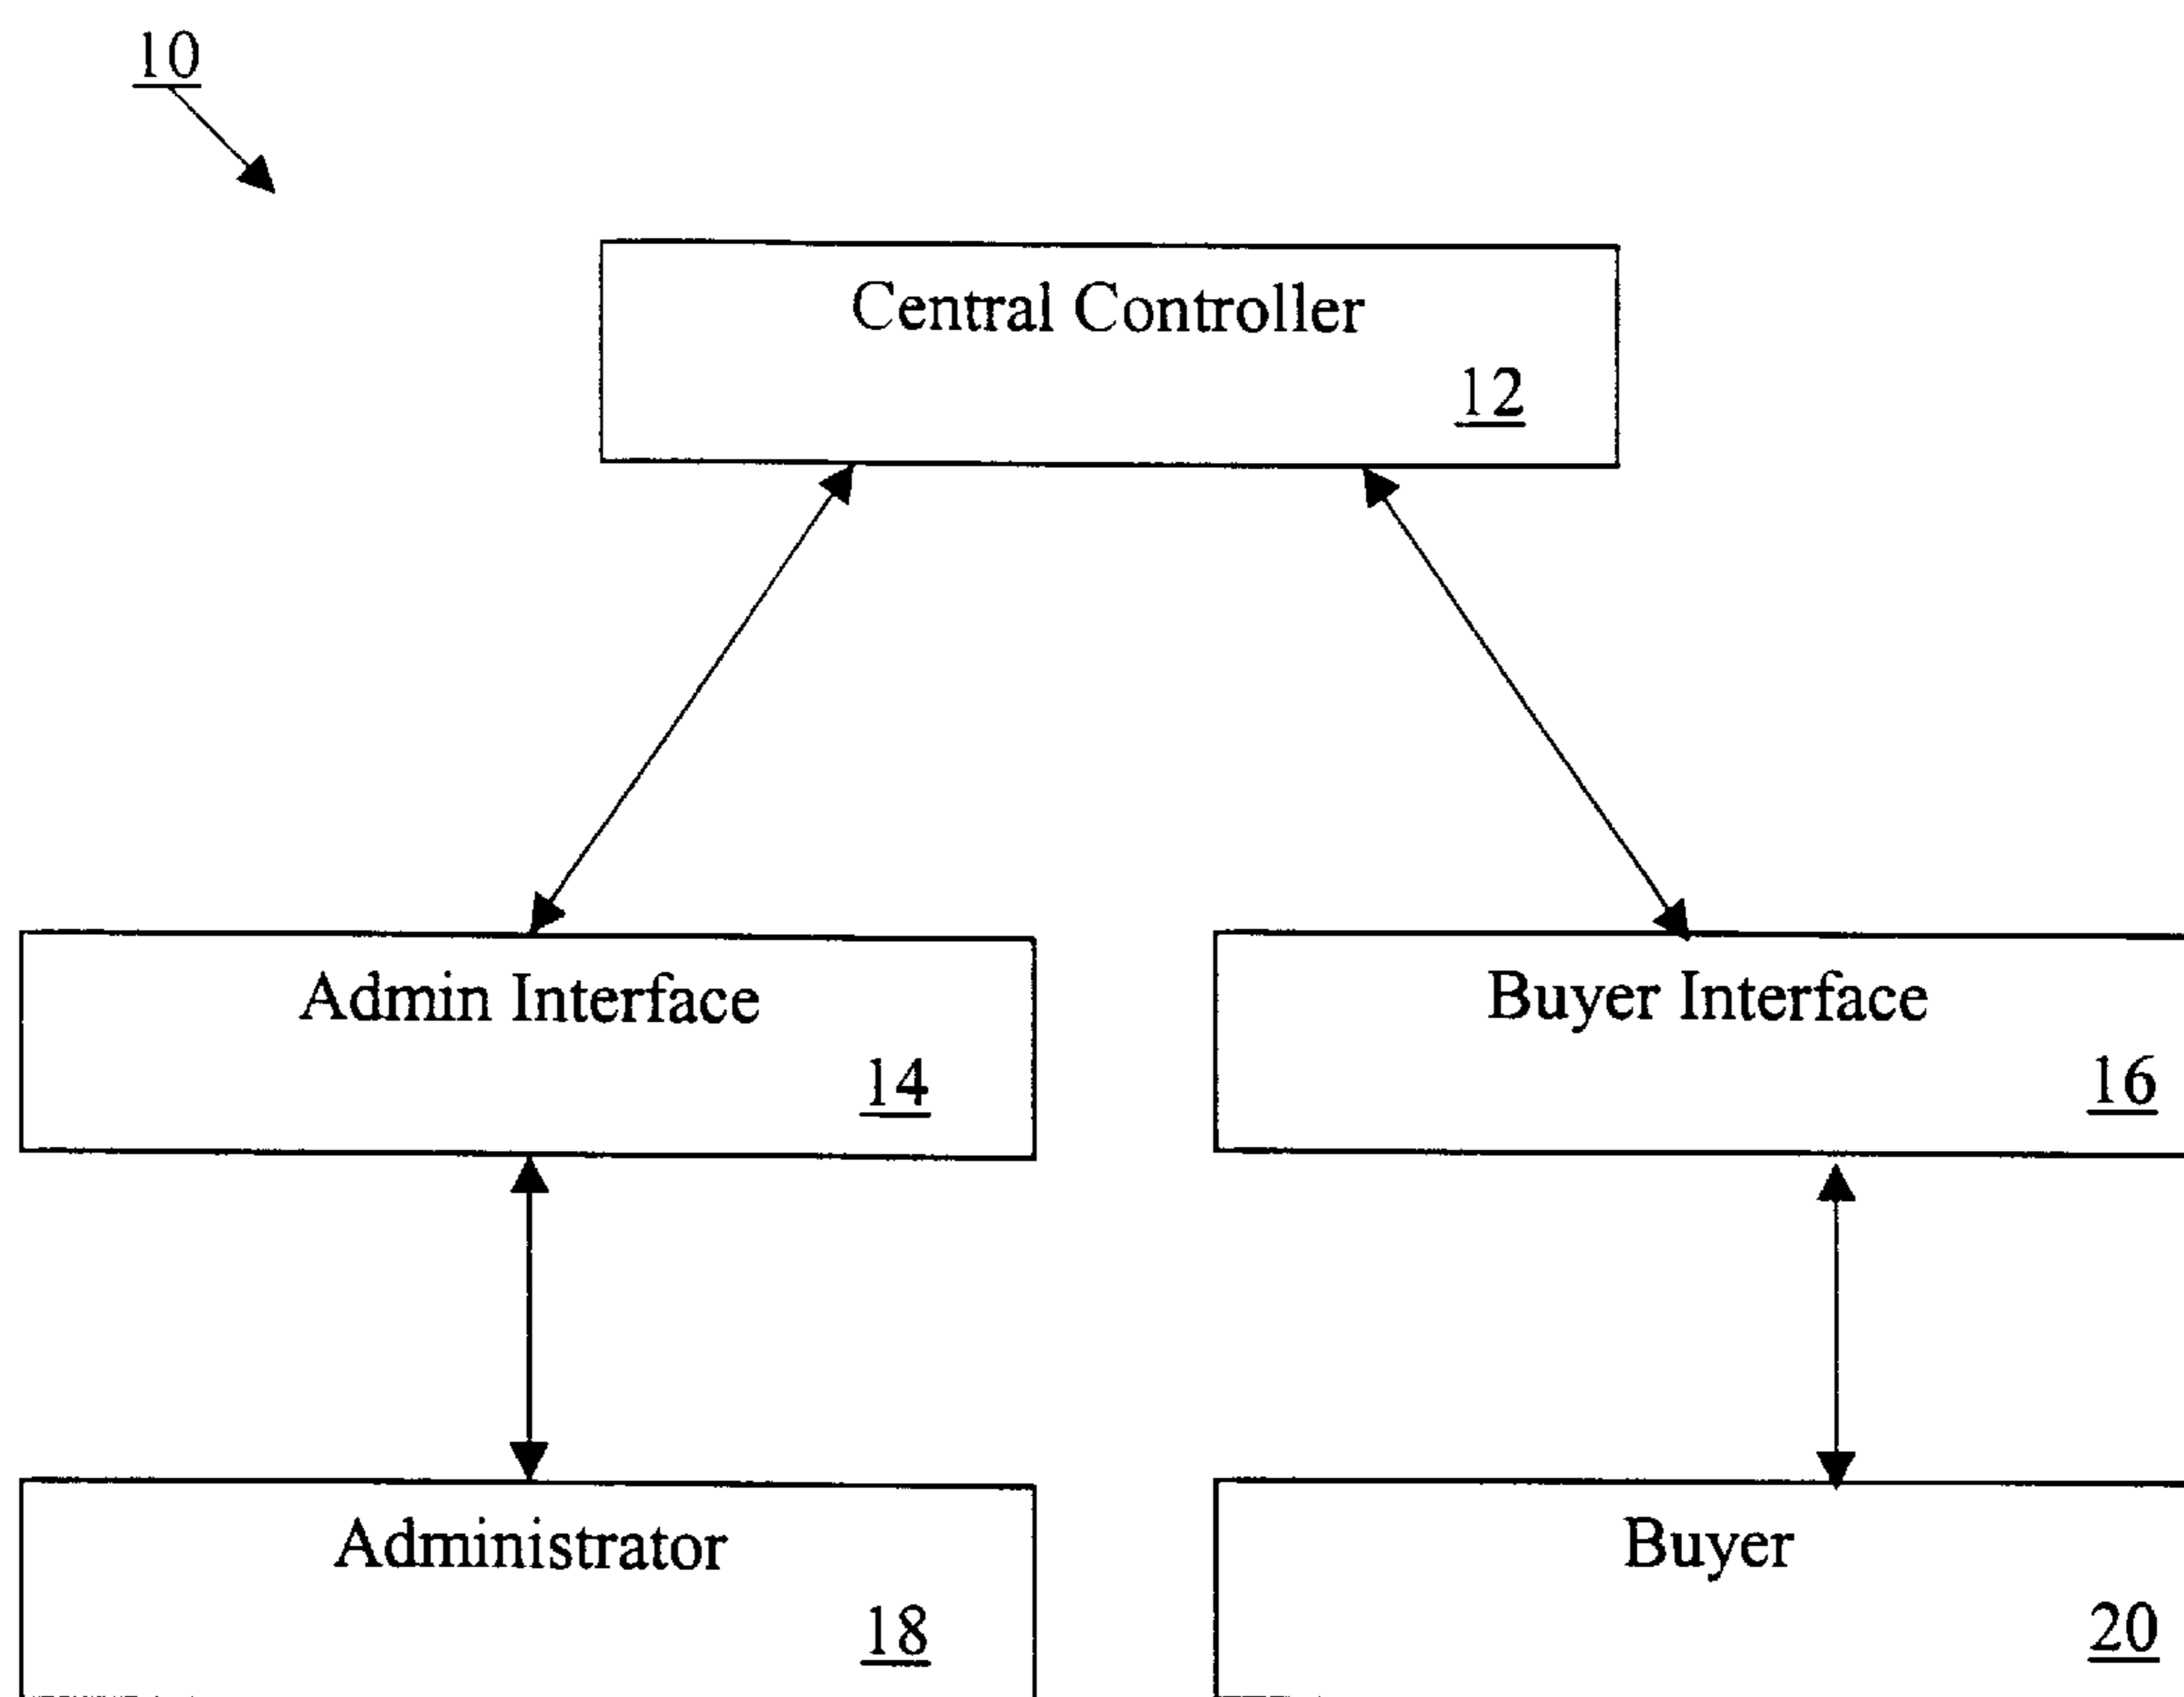 10
Central Controller
12
Admin Interface
14
Buyer Interface
16
Administrator
18
Buyer
20